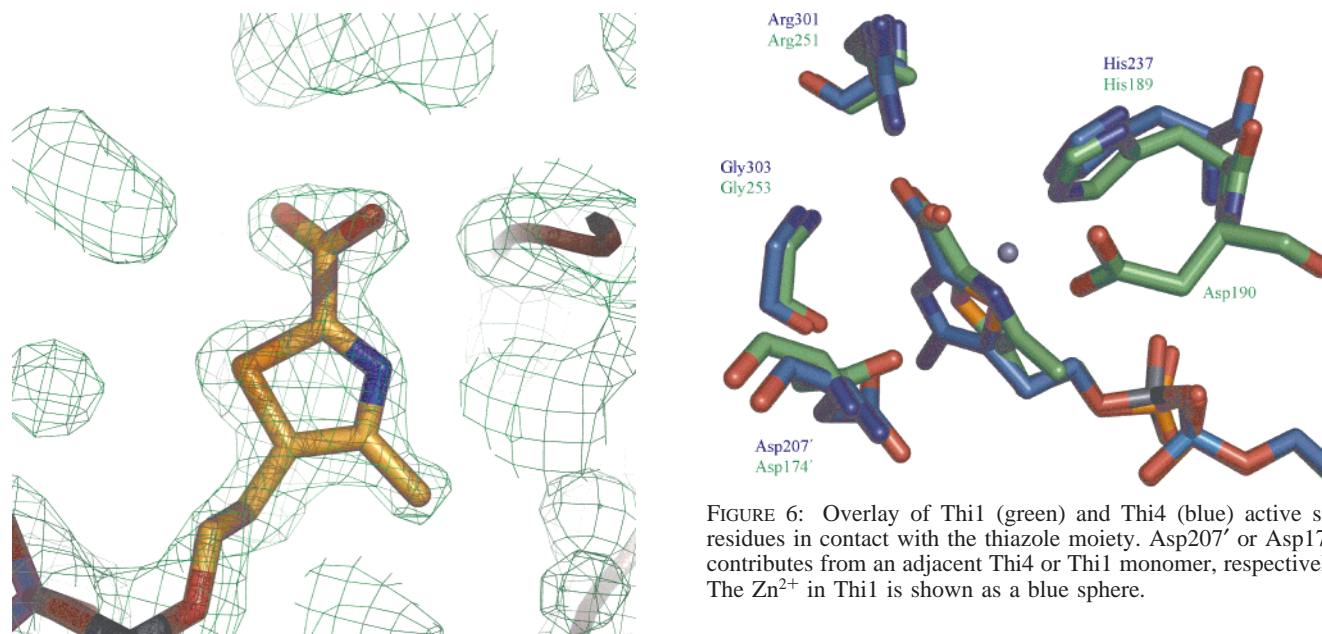 Arg301
Arg251
His237
His189
Gly303
Gly253
Asp190
Asp207′
Asp174′
FIGURE 6: Overlay of Thi1 (green) and Thi4 (blue) active s
residues in contact with the thiazole moiety. Asp207′ or Asp17
contributes from an adjacent Thi4 or Thi1 monomer, respectivel
The Zn2+ in Thi1 is shown as a blue sphere.